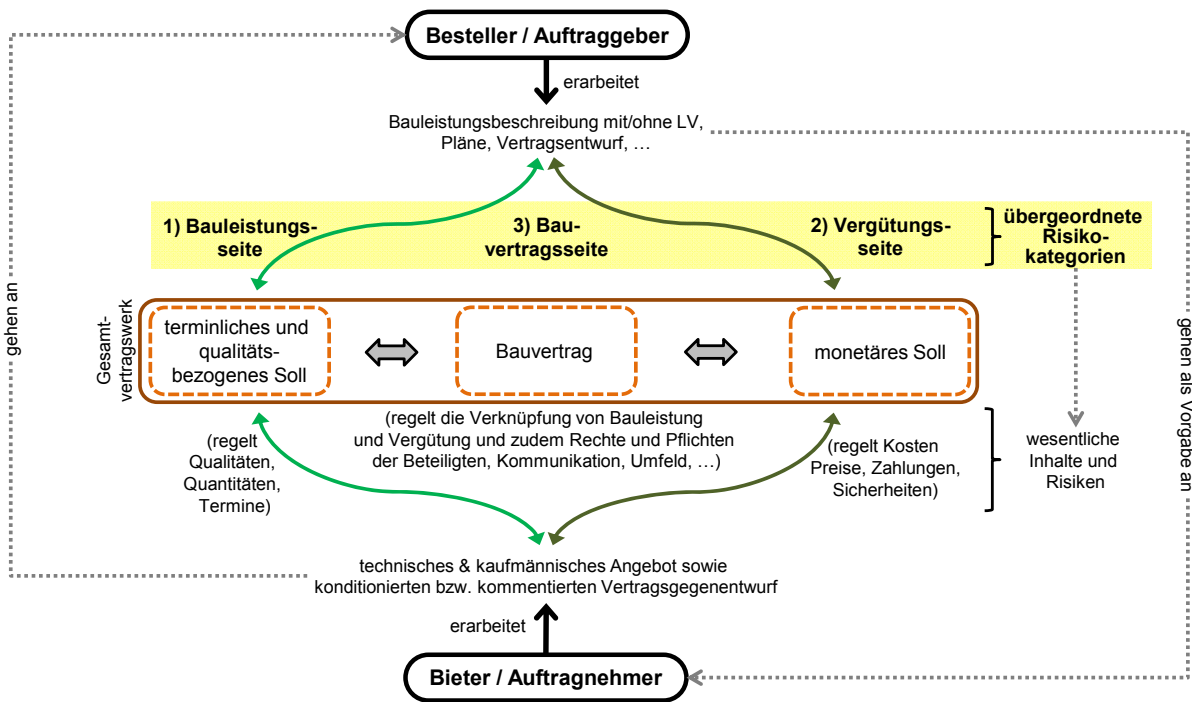 Besteller / Auftraggeber
erarbeitet
Bauleistungsbeschreibung mit/ohne LV,
Pläne, Vertragsentwurf, …
1) Bauleistungs-
seite
3) Bau-
vertragsseite
2) Vergütungs-
seite
übergeordnete
Risiko-
kategorien
gehen an
Gesamt-
vertragswerk
terminliches und
qualitäts-
bezogenes Soll
Bauvertrag
monetäres Soll
gehen als Vorgabe an
(regelt
Qualitäten,
Quantitäten,
Termine)
(regelt die Verknüpfung von Bauleistung
und Vergütung und zudem Rechte und Pflichten
der Beteiligten, Kommunikation, Umfeld, …)
(regelt Kosten
Preise, Zahlungen,
Sicherheiten)
wesentliche
Inhalte und
Risiken
technisches & kaufmännisches Angebot sowie
konditionierten bzw. kommentierten Vertragsgegenentwurf
erarbeitet
Bieter / Auftragnehmer